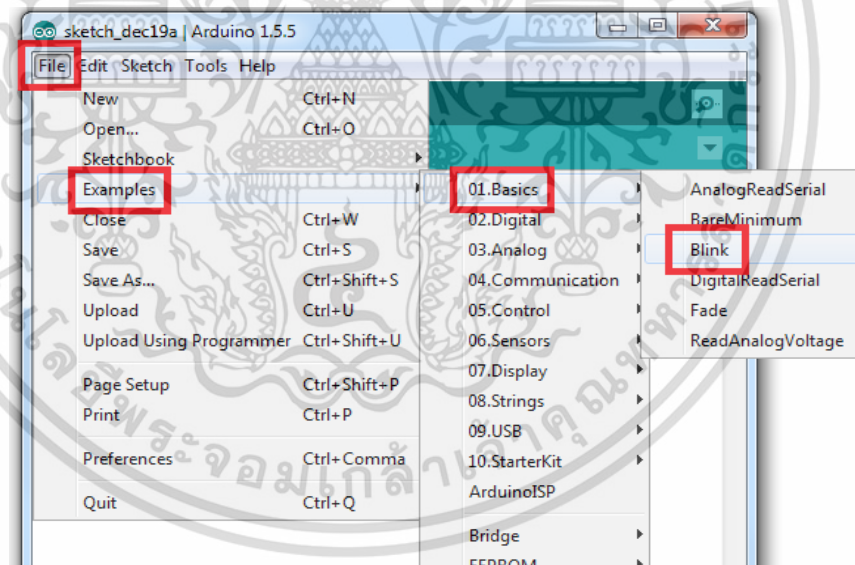 sketch_dec19a | Arduino 1.5.5
File Edit Sketch Tools Help
New Ctrl+N
Open... Ctrl+O
Sketchbook
Examples
Close Ctrl+W
Save Ctrl+S
Save As... Ctrl+Shift+S
Upload Ctrl+U
Upload Using Programmer Ctrl+Shift+U
Page Setup Ctrl+Shift+P
Print Ctrl+P
Preferences Ctrl+Comma
Quit Ctrl+Q
01.Basics
02.Digital
03.Analog
04.Communication
05.Control
06.Sensors
07.Display
08.Strings
09.USB
10.StarterKit
ArduinoISP
Bridge
EEPROM
AnalogReadSerial
BareMinimum
Blink
DigitalReadSerial
Fade
ReadAnalogVoltage